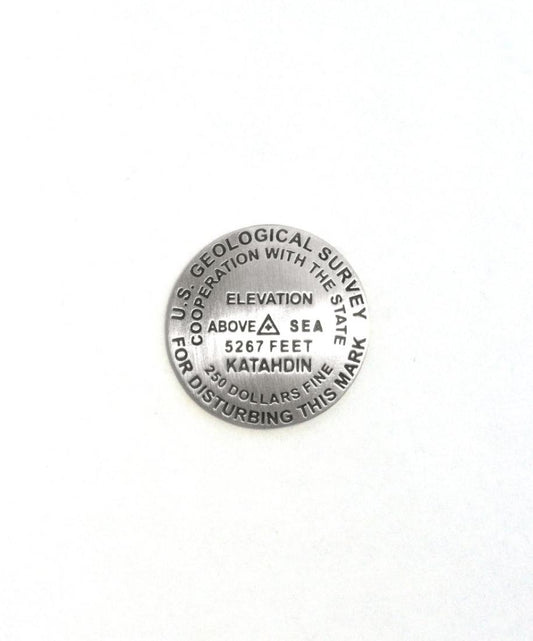 U.S. GEOLOGICAL SURVEY
COOPERATION WITH THE STATE
ELEVATION
ABOVE SEA
5267 FEET
KATAHDIN
250 DOLLARS FINE
FOR DISTURBING THIS MARK